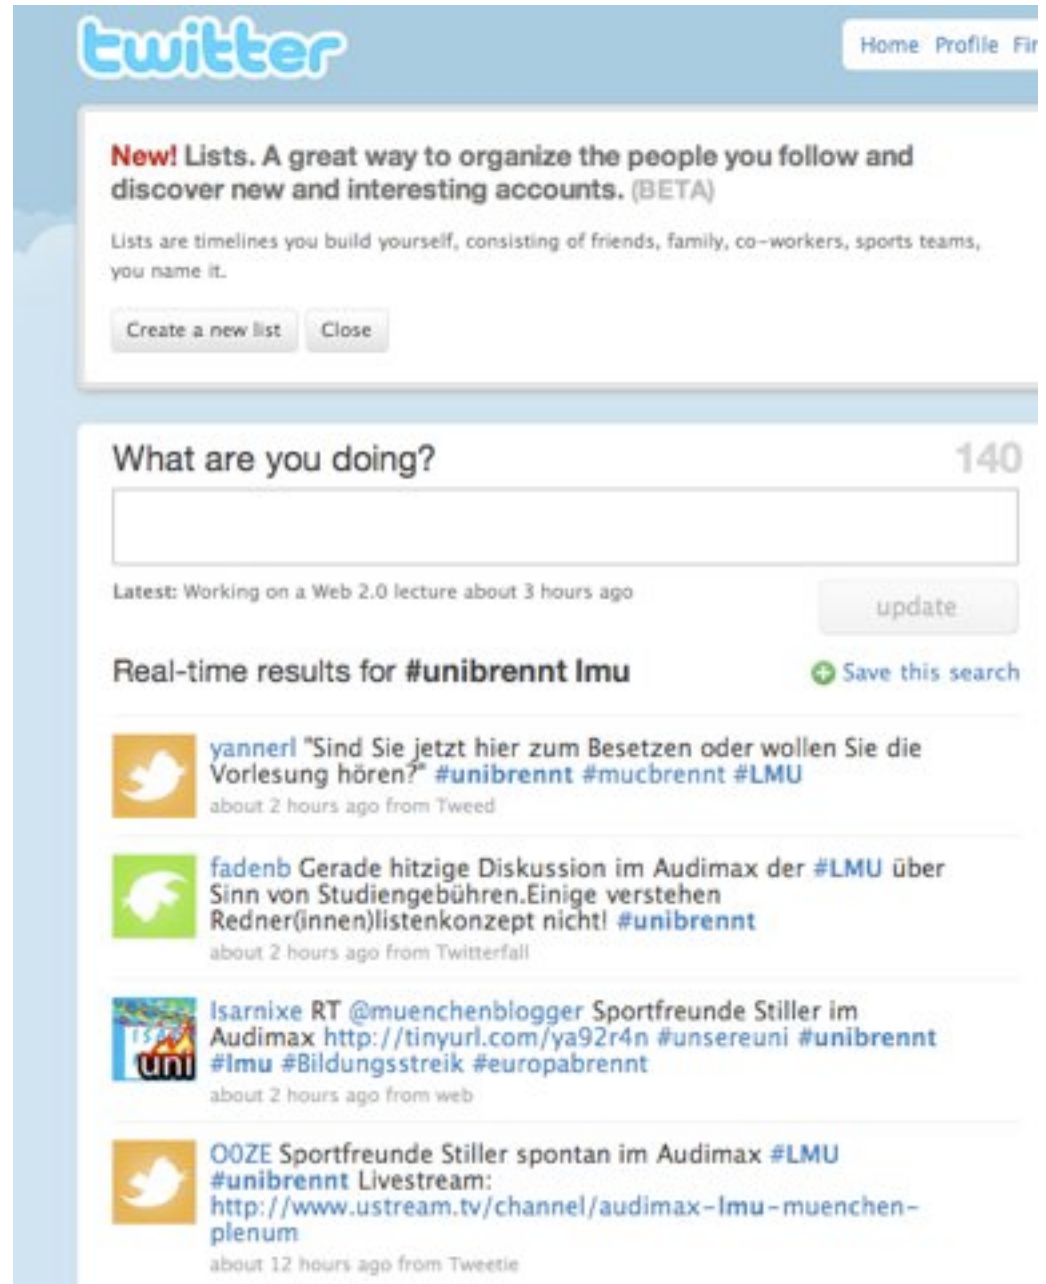 twitter
Home Profile Fin
New! Lists. A great way to organize the people you follow and
discover new and interesting accounts. (BETA)
Lists are timelines you build yourself, consisting of friends, family, co-workers, sports teams,
you name it.
Create a new list Close
What are you doing? 140
Latest: Working on a Web 2.0 lecture about 3 hours ago
update
Real-time results for #unibrennt lmu Save this search
yannerl "Sind Sie jetzt hier zum Besetzen oder wollen Sie die
Vorlesung hören?" #unibrennt #mucbrennt #LMU
about 2 hours ago from Tweed
fadenb Gerade hitzige Diskussion im Audimax der #LMU über
Sinn von Studiengebühren.Einige verstehen
Redner(innen)listenkonzept nicht! #unibrennt
about 2 hours ago from Twitterfall
Isarnixe RT @muenchenblogger Sportfreunde Stiller im
Audimax http://tinyurl.com/ya92r4n #unsereuni #unibrennt
#lmu #Bildungsstreik #europabrennt
uni
about 2 hours ago from web
O0ZE Sportfreunde Stiller spontan im Audimax #LMU
#unibrennt Livestream:
http://www.ustream.tv/channel/audimax-lmu-muenchen-
plenum
about 12 hours ago from Tweetie